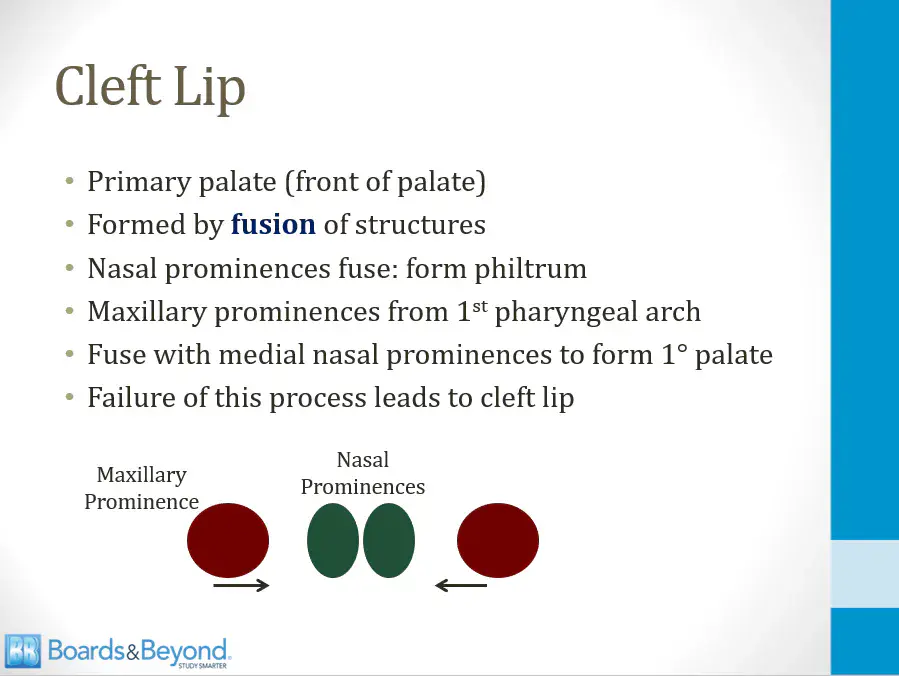 Cleft Lip
• Primary palate (front of palate)
• Formed by fusion of structures
• Nasal prominences fuse: form philtrum
• Maxillary prominences from 1st pharyngeal arch
• Fuse with medial nasal prominences to form 1° palate
• Failure of this process leads to cleft lip
Maxillary
Prominence
Nasal
Prominences
BB Boards&Beyond.
STUDY SMARTER